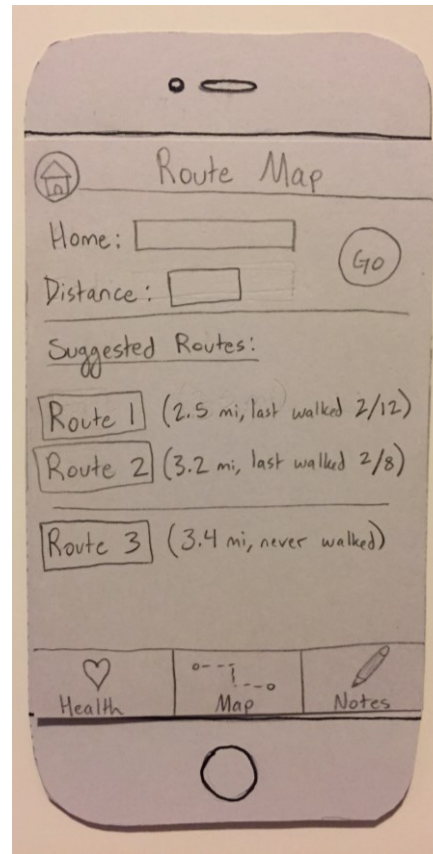 Route Map
Home:
GO
Distance:
Suggested Routes:
Route 1 (2.5 mi, last walked 2/12)
Route 2 (3.2 mi, last walked 2/8)
Route 3 (3.4 mi, never walked)
Health Map Notes